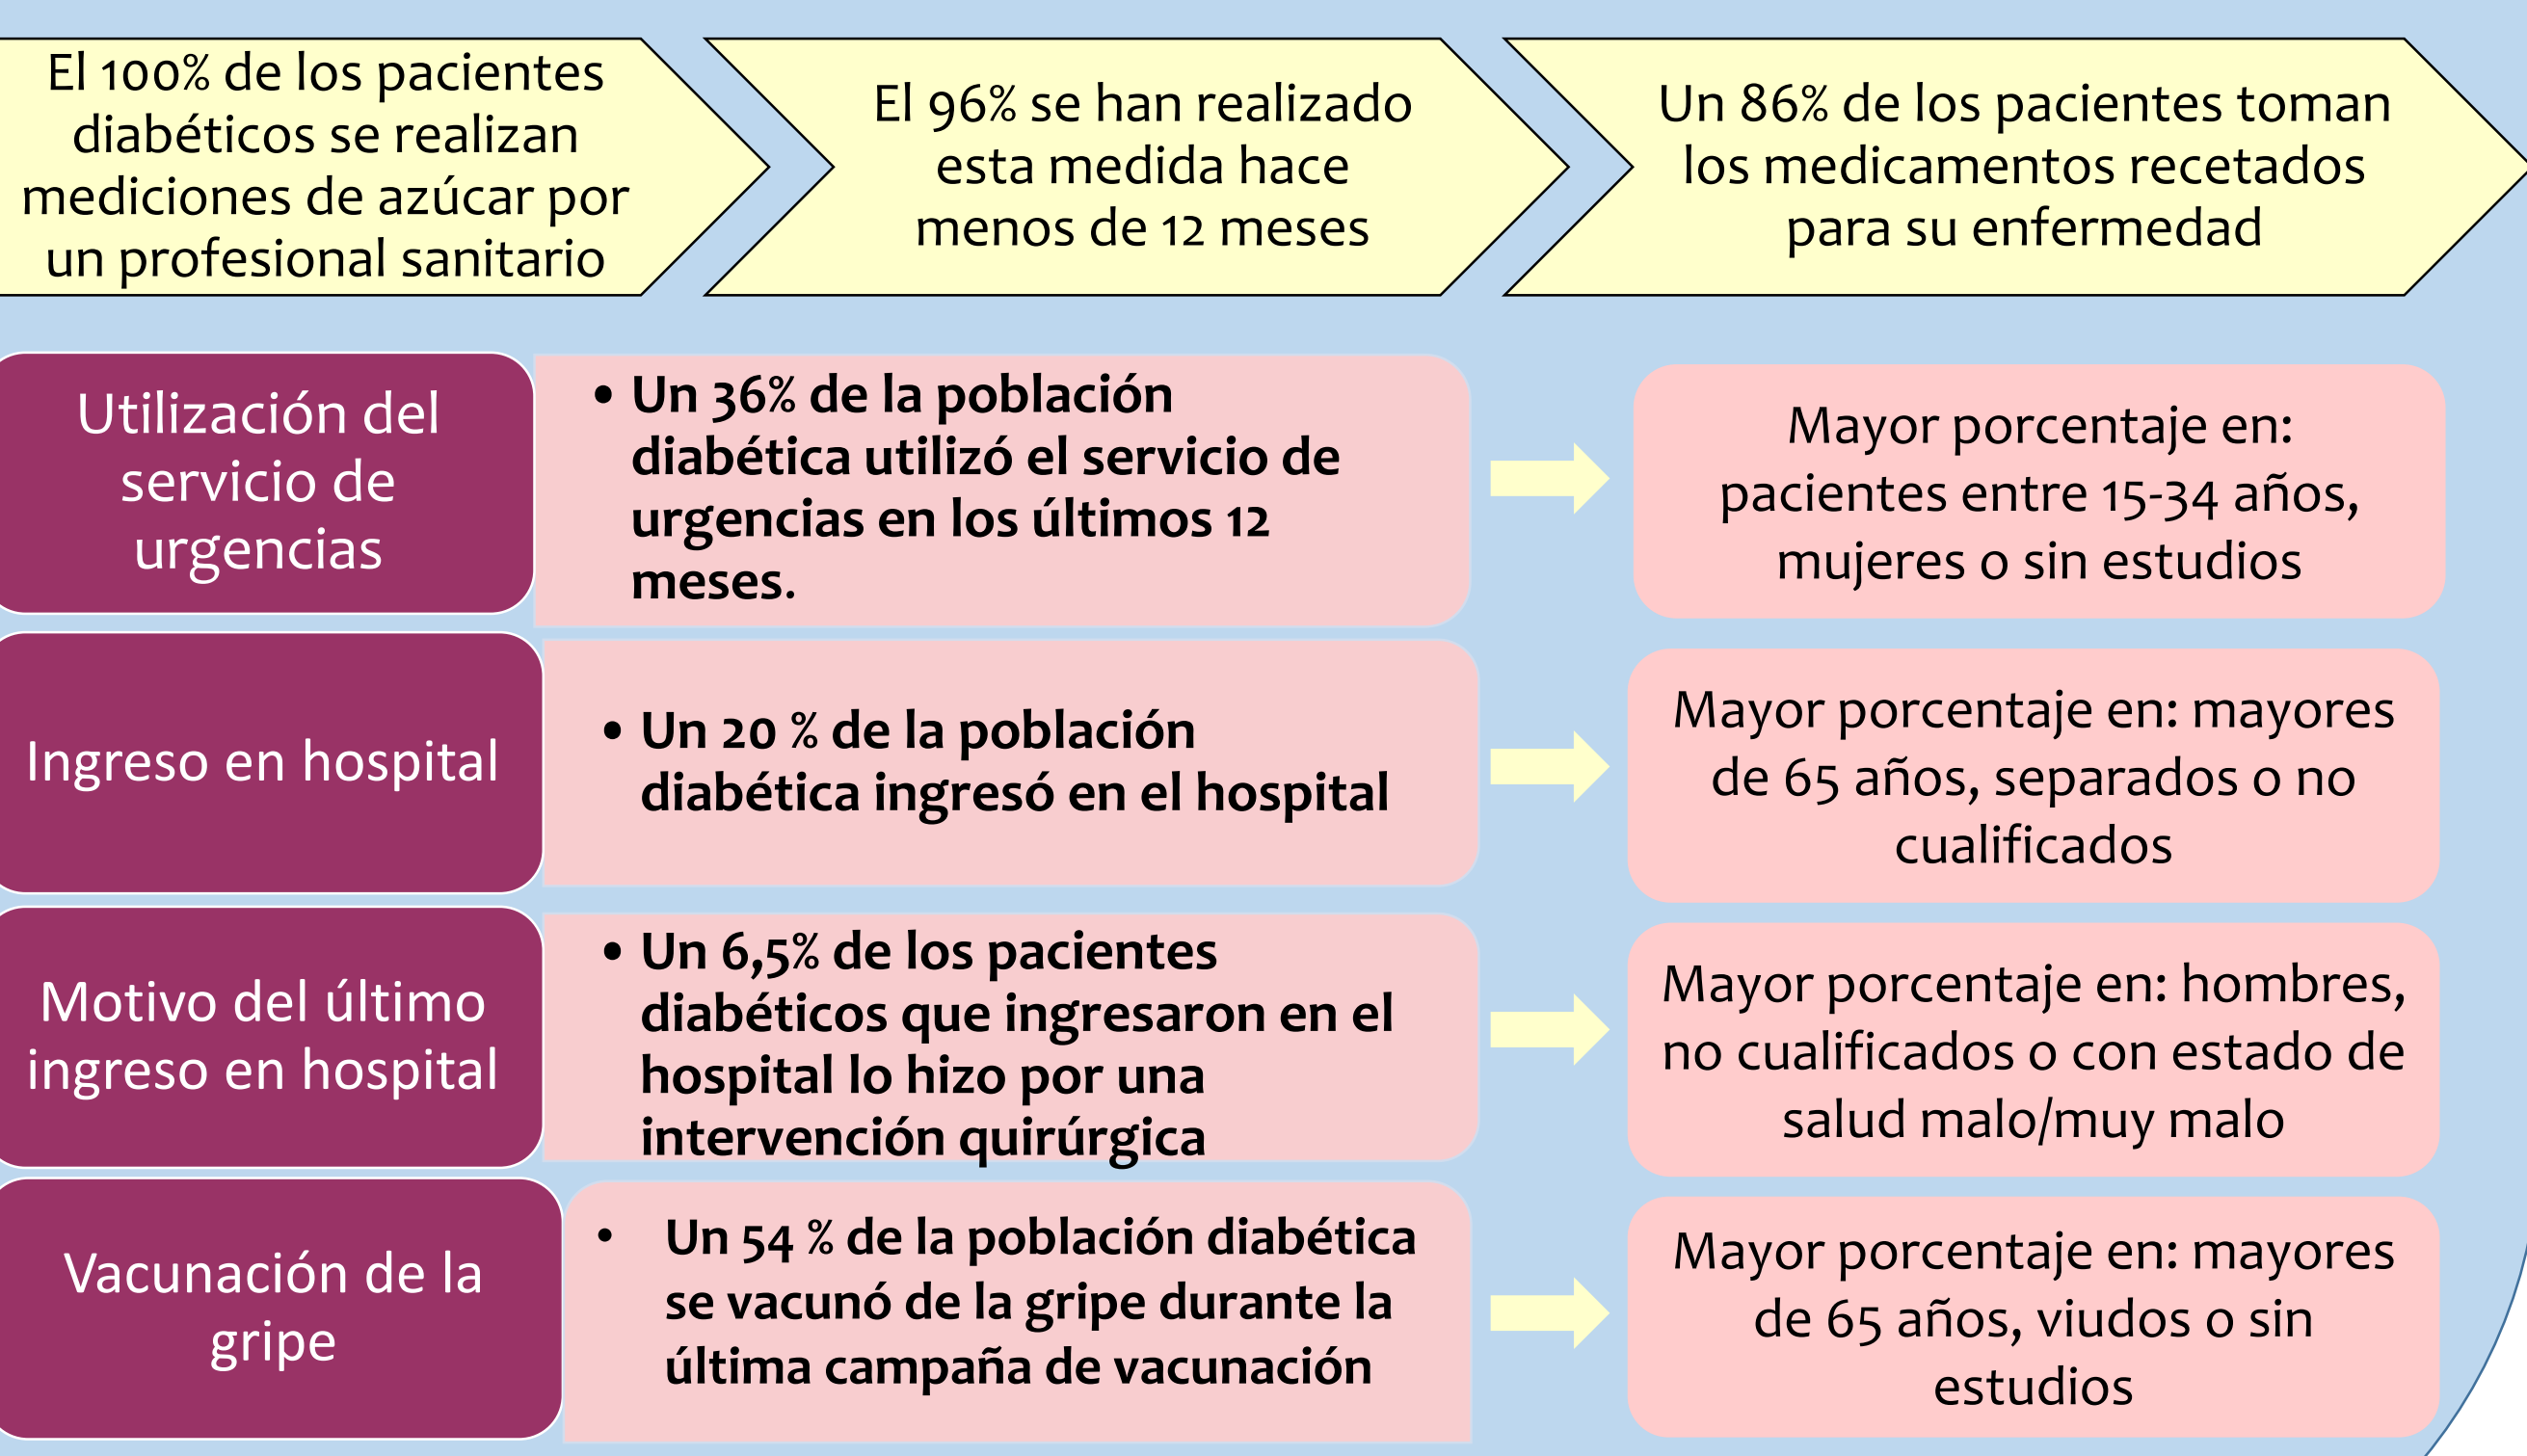 El 100% de los pacientes
diabéticos se realizan
mediciones de azúcar por
un profesional sanitario
El 96% se han realizado
esta medida hace
menos de 12 meses
Un 86% de los pacientes toman
los medicamentos recetados
para su enfermedad
Utilización del
servicio de
urgencias
• Un 36% de la población
diabética utilizó el servicio de
urgencias en los últimos 12
meses.
Mayor porcentaje en:
pacientes entre 15-34 años,
mujeres o sin estudios
Ingreso en hospital
• Un 20 % de la población
diabética ingresó en el hospital
Mayor porcentaje en: mayores
de 65 años, separados o no
cualificados
Motivo del último
ingreso en hospital
• Un 6,5% de los pacientes
diabéticos que ingresaron en el
hospital lo hizo por una
intervención quirúrgica
Mayor porcentaje en: hombres,
no cualificados o con estado de
salud malo/muy malo
Vacunación de la
gripe
• Un 54 % de la población diabética
se vacunó de la gripe durante la
última campaña de vacunación
Mayor porcentaje en: mayores
de 65 años, viudos o sin
estudios